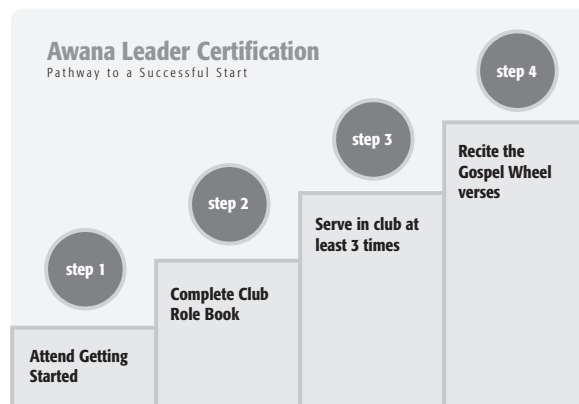 Awana Leader Certification
Pathway to a Successful Start
step 1
Attend Getting
Started
step 2
Complete Club
Role Book
step 3
Serve in club at
least 3 times
step 4
Recite the
Gospel Wheel
verses